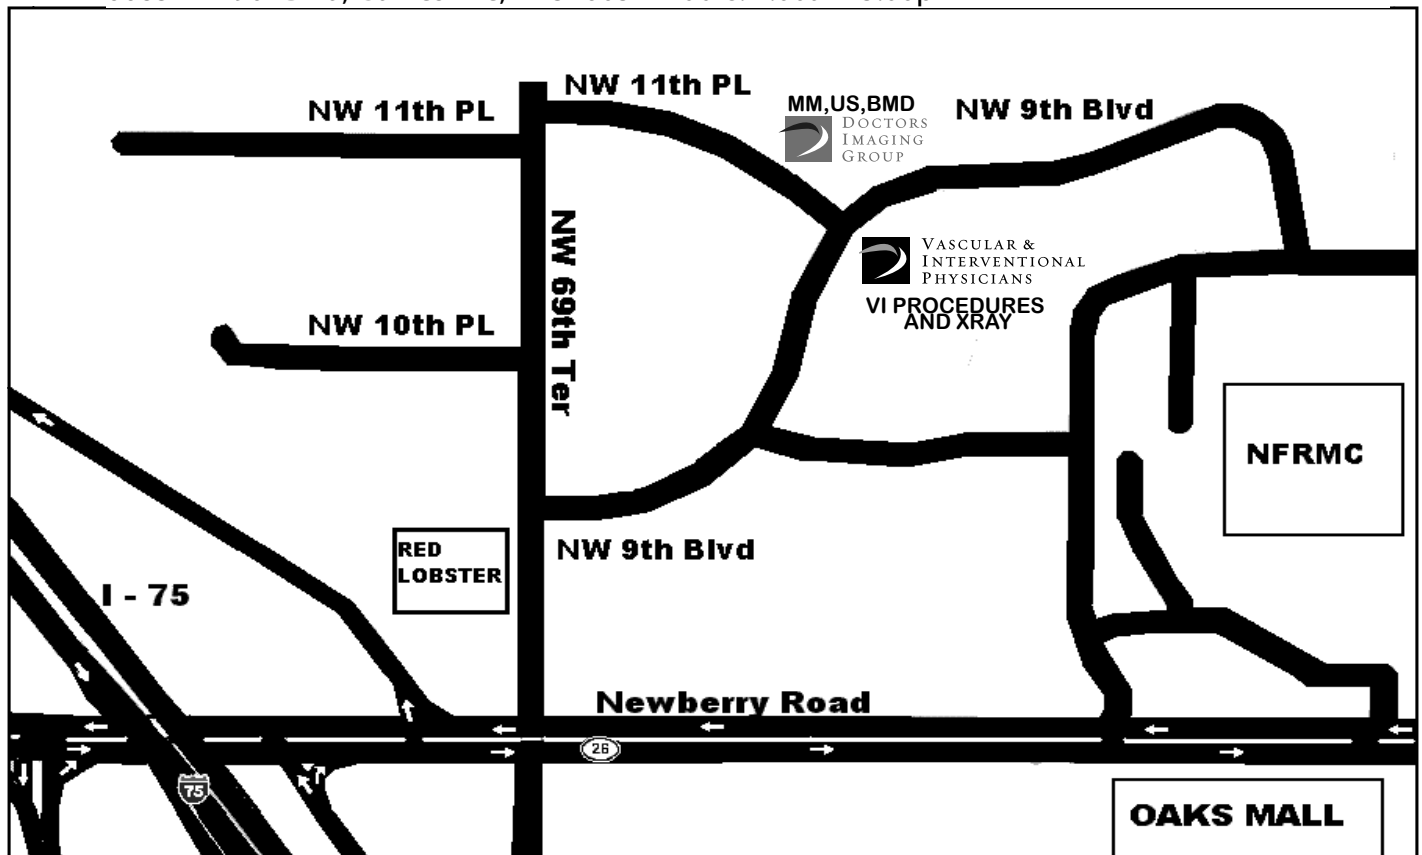 NW 11th PL
NW 11th PL
MM,US,BMD
DOCTORS
IMAGING
GROUP
NW 9th Blvd
NW 69th Ter
VASCULAR &
INTERVENTIONAL
PHYSICIANS
VI PROCEDURES
AND XRAY
NW 10th PL
NFRMC
RED
LOBSTER
NW 9th Blvd
I - 75
Newberry Road
26
75
OAKS MALL